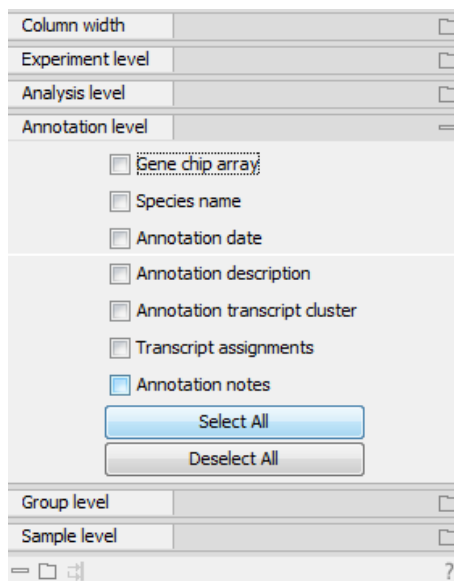 Column width
Experiment level
Analysis level
Annotation level
Gene chip array
Species name
Annotation date
Annotation description
Annotation transcript cluster
Transcript assignments
Annotation notes
Select All
Deselect All
Group level
Sample level
?